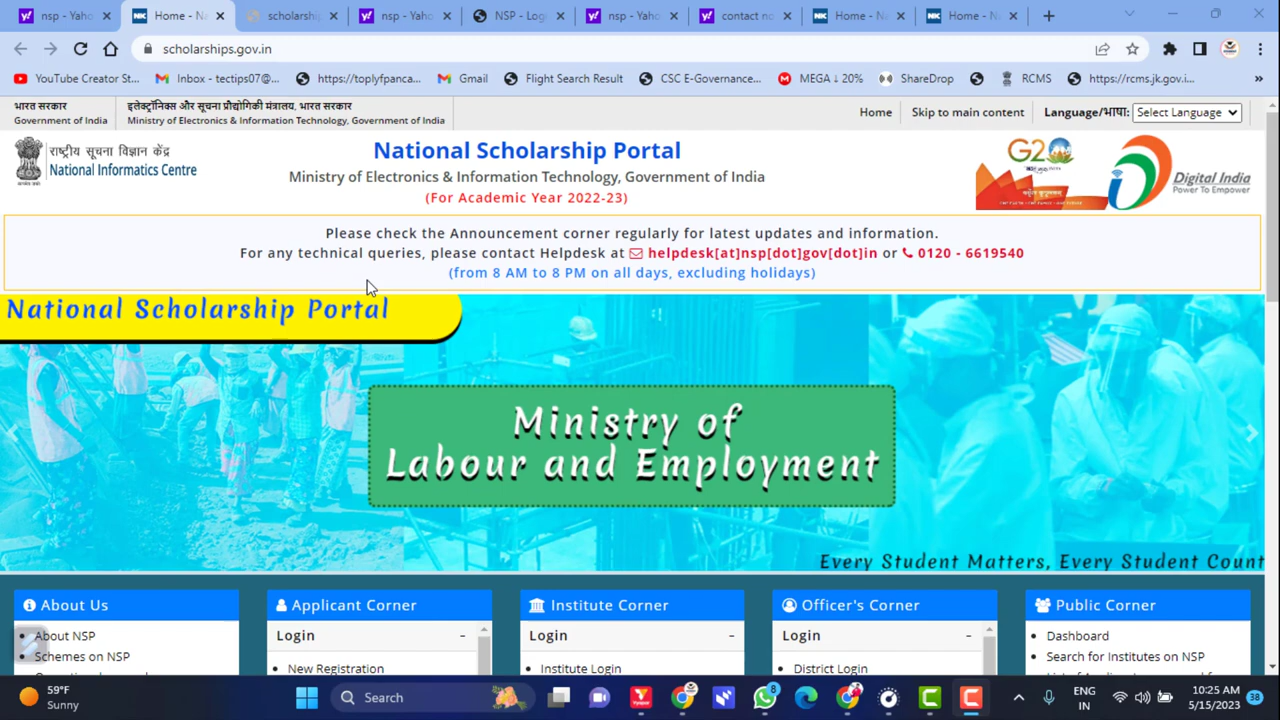 nsp - Yaho
Home - Na
scholarship
nsp - Yaho
NSP - Logi
nsp - Yaho
contact no
Home - Na
Home - Na
scholarships.gov.in
YouTube Creator St...
Inbox - tectips07@...
https://toplyfpanca...
Gmail
Flight Search Result
CSC E-Governance...
MEGA ↓ 20%
ShareDrop
RCMS
https://rcms.jk.gov.i...
»
भारत सरकार
Government of India
इलेक्ट्रॉनिक्स और सूचना प्रौद्योगिकी मंत्रालय, भारत सरकार
Ministry of Electronics & Information Technology, Government of India
Home
Skip to main content
Language/भाषा:
Select Language
राष्ट्रीय सूचना विज्ञान केंद्र
National Informatics Centre
National Scholarship Portal
Ministry of Electronics & Information Technology, Government of India
(For Academic Year 2022-23)
G20
Digital India
Power To Empower
Please check the Announcement corner regularly for latest updates and information.
For any technical queries, please contact Helpdesk at helpdesk[at]nsp[dot]gov[dot]in or 0120 - 6619540
(from 8 AM to 8 PM on all days, excluding holidays)
National Scholarship Portal
Ministry of
Labour and Employment
Every Student Matters, Every Student Count
About Us
About NSP
Schemes on NSP
Applicant Corner
Login
-
New Registration
Institute Corner
Login
-
Institute Login
Officer's Corner
Login
-
District Login
Public Corner
Dashboard
Search for Institutes on NSP
59°F
Sunny
Search
Vyapar
8
ENG
IN
10:25 AM
5/15/2023
38